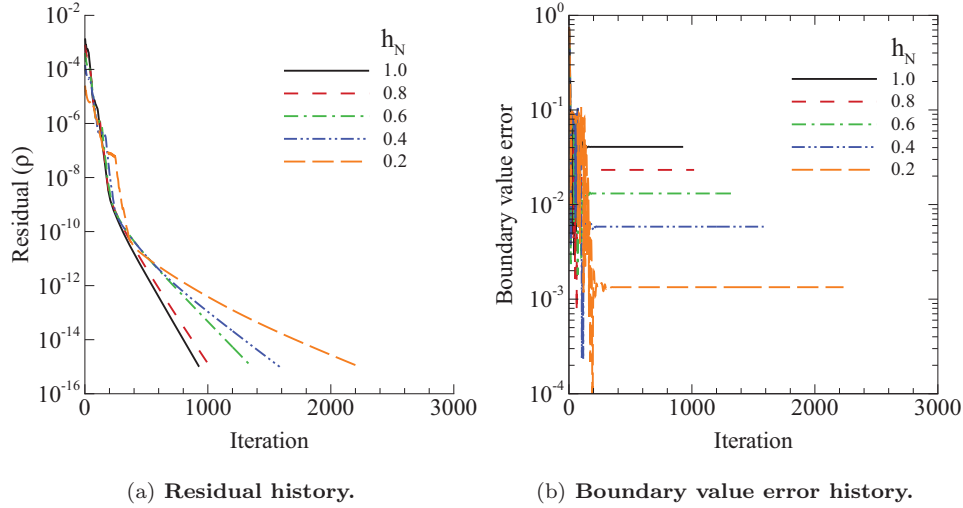 10^-2
10^-4
10^-6
10^-8
10^-10
10^-12
10^-14
10^-16
Residual (ρ)
0 1000 2000 3000
Iteration
h_N
1.0
0.8
0.6
0.4
0.2
(a) Residual history.
10^0
10^-1
10^-2
10^-3
10^-4
Boundary value error
0 1000 2000 3000
Iteration
h_N
1.0
0.8
0.6
0.4
0.2
(b) Boundary value error history.